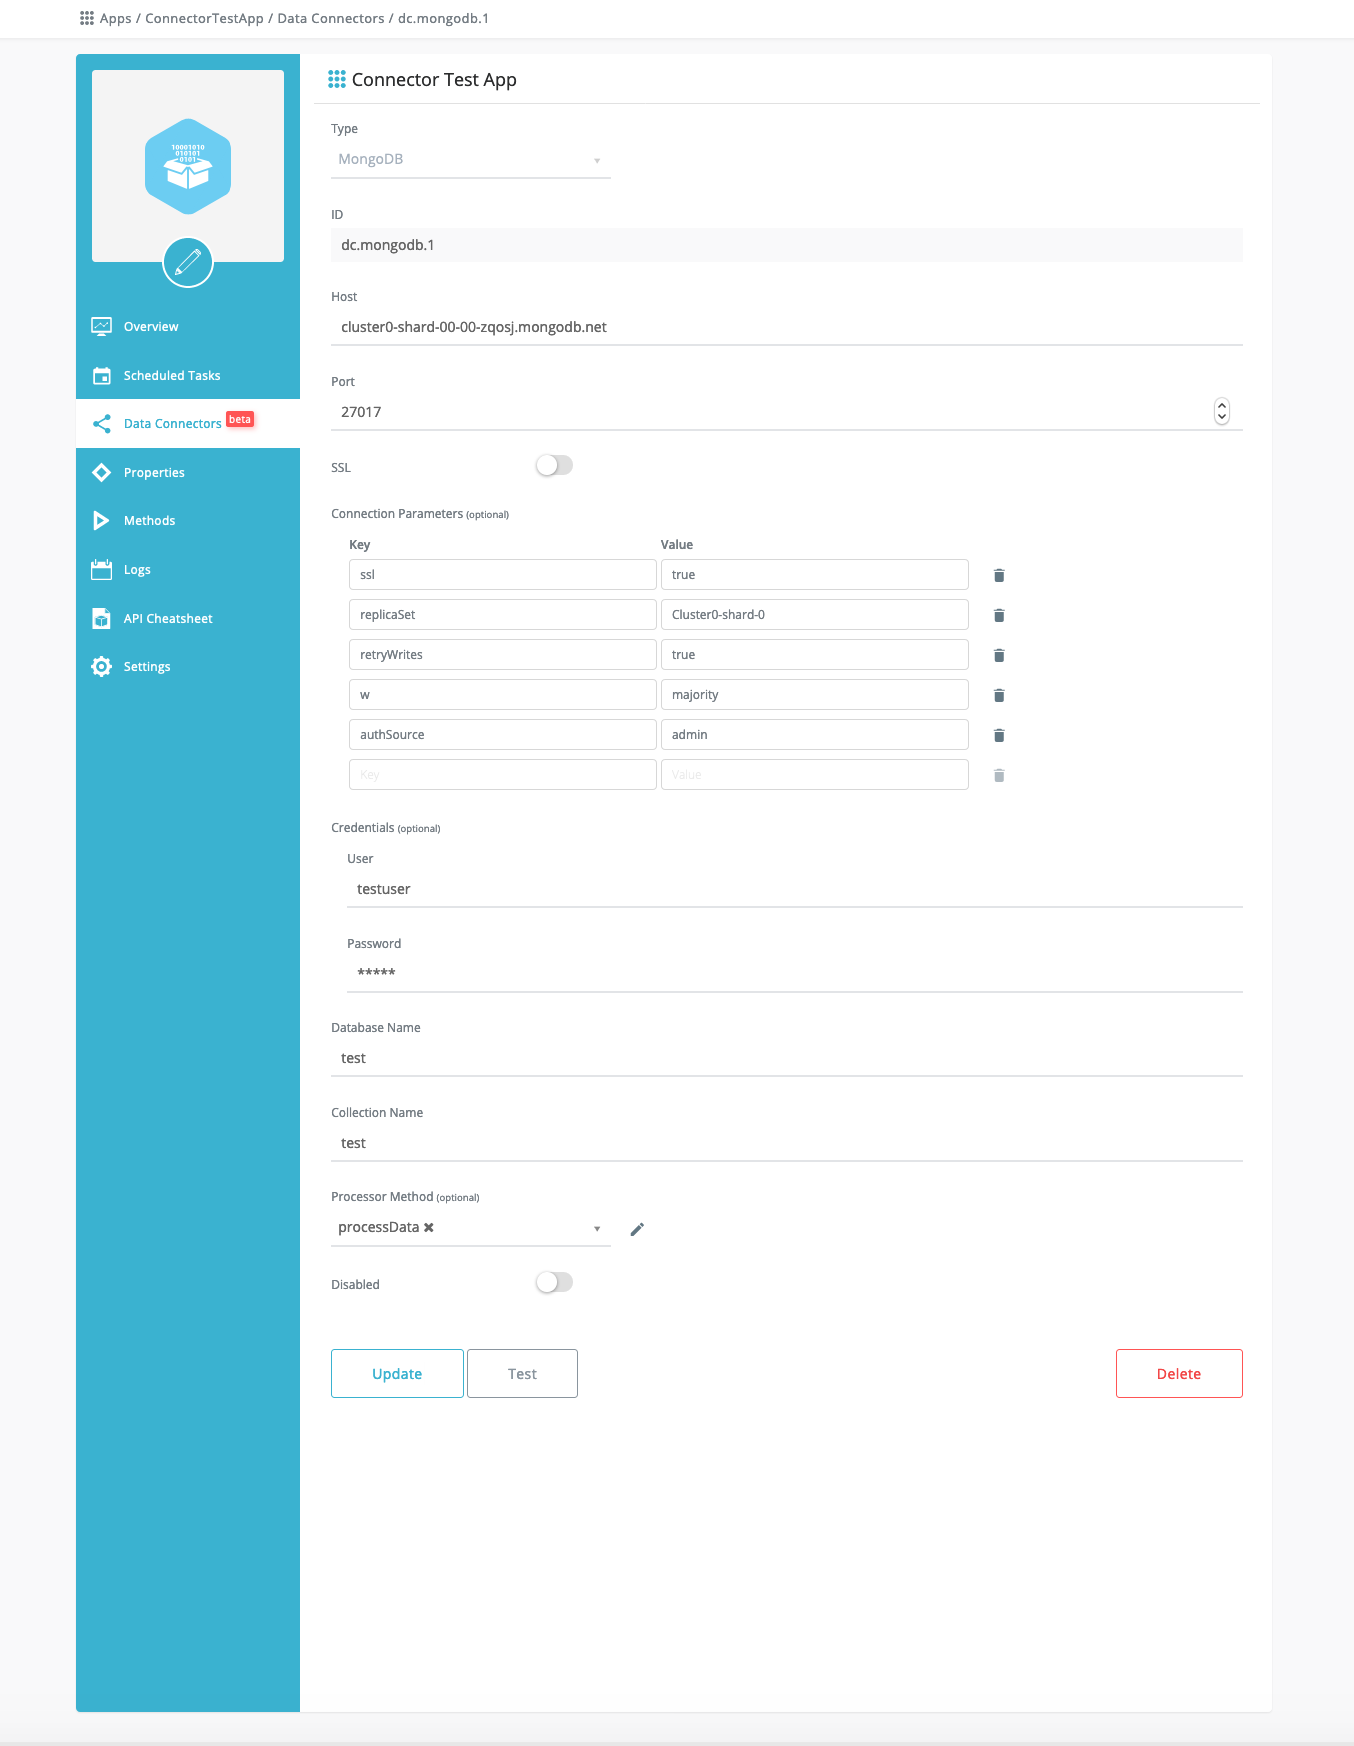 Apps / ConnectorTestApp / Data Connectors / dc.mongodb.1
10001010
010101
0101
Overview
Scheduled Tasks
Data Connectors beta
Properties
Methods
Logs
API Cheatsheet
Settings
Connector Test App
Type
MongoDB
ID
dc.mongodb.1
Host
cluster0-shard-00-00-zqosj.mongodb.net
Port
27017
SSL
Connection Parameters (optional)
Key Value
ssl true
replicaSet Cluster0-shard-0
retryWrites true
w majority
authSource admin
Key Value
Credentials (optional)
User
testuser
Password
*****
Database Name
test
Collection Name
test
Processor Method (optional)
processData ✖
Disabled
Update Test Delete